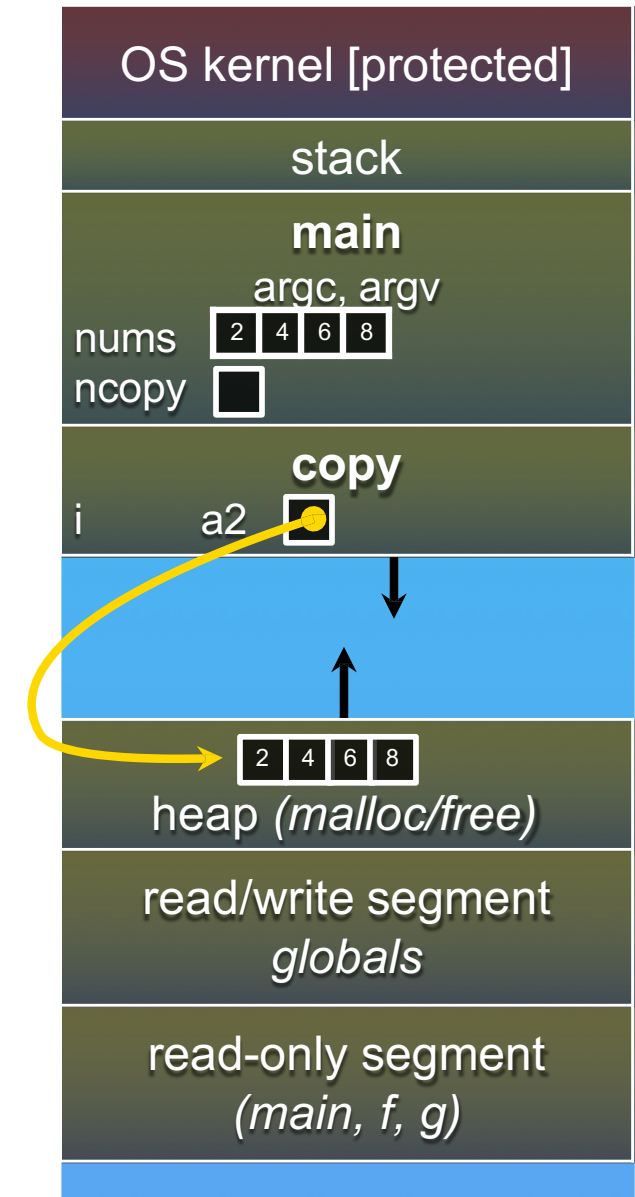 OS kernel [protected]
stack
main
argc, argv
nums 2 4 6 8
ncopy
copy
i a2
2 4 6 8
heap (malloc/free)
read/write segment
globals
read-only segment
(main, f, g)